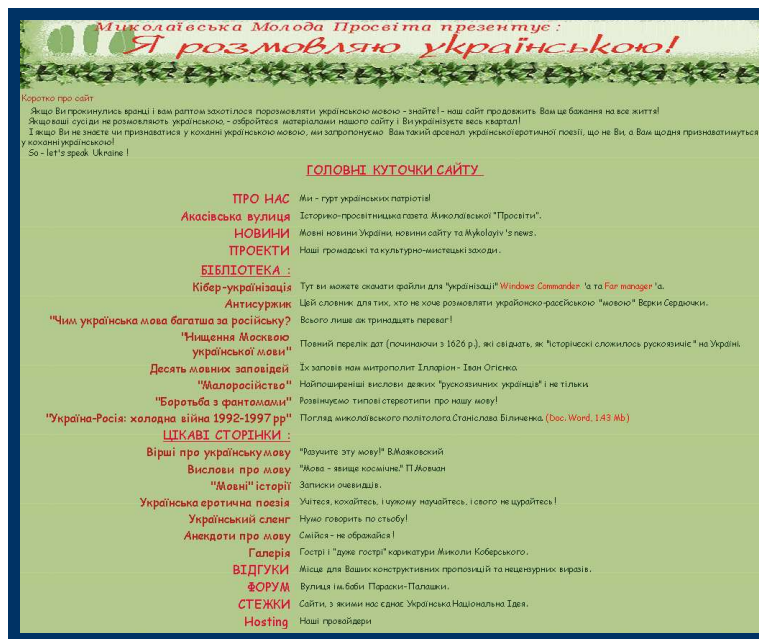 Миколаївська Молода Просвіта презентує :
Я розмовляю українською!
Коротко про сайт
Якщо Ви прокинулись вранці і вам раптом захотілося порозмовляти українською мовою - знайте! - наш сайт продовжить Вам це бажання на все життя!
Якщо ваші сусіди не розмовляють українською, - озбройтеся матеріалами нашого сайту і Ви українізуєте весь квартал!
І якщо Ви не знаєте чи признаватися у коханні українською мовою, ми запропонуємо Вам такий арсенал української еротичної поезії, що не Ви, а Вам щодня признаватимуться
у коханні українською!
So - let's speak Ukraine !
ГОЛОВНІ КУТОЧКИ САЙТУ
ПРО НАС Ми - гурт українських патріотів!
Акасівська вулиця Історико-просвітницька газета Миколаївської "Просвіти".
НОВИНИ Мовні новини України, новини сайту та Mykolayiv 's news .
ПРОЕКТИ Наші громадські та культурно-мистецькі заходи .
БІБЛІОТЕКА :
Кібер-українізація Тут ви можете скачати файли для "українізації" Windows Commander 'а та Far manager 'а.
Антисуржик Цей словник для тих, хто не хоче розмовляти україонско-расєйською "мовою" Вєрки Сердючки.
"Чим українська мова багатша за російську? Всього лише аж тринадцять переваг!
"Нищення Москвою
української мови" Повний перелік дат (починаючи з 1626 р.), які свідчать, як "історічєскі сложилось рускоязичіє" на Україні.
Десять мовних заповідей Їх заповів нам митрополит Ілларіон - Іван Огієнко.
"Малоросійство" Найпоширеніші вислови деяких "рускоязичних українців" і не тільки.
"Боротьба з фантомами" Розвінчуємо типові стереотипи про нашу мову!
"Україна-Росія: холодна війна 1992-1997 рр" Погляд миколаївського політолога Станіслава Біличенка. (Doc. Word, 1.43 Mb)
ЦІКАВІ СТОРІНКИ :
Вірші про українську мову "Разучите эту мову!" В.Маяковский
Вислови про мову "Мова - явище космічне." П.Мовчан
"Мовні" історії Записки очевидців.
Українська еротична поезія Учітеся, кохайтесь, і чужому научайтесь, і свого не цурайтесь !
Український сленг Нумо говорить по стьобу!
Анекдоти про мову Смійся - не ображайся !
Галерія Гострі і "дуже гострі" карикатури Миколи Коберського.
ВІДГУКИ Місце для Ваших конструктивних пропозицій та нецензурних виразів.
ФОРУМ Вулиця ім.баби Параски-Палашки.
СТЕЖКИ Сайти, з якими нас єднає Українська Національна Ідея.
Hosting Наші провайдери